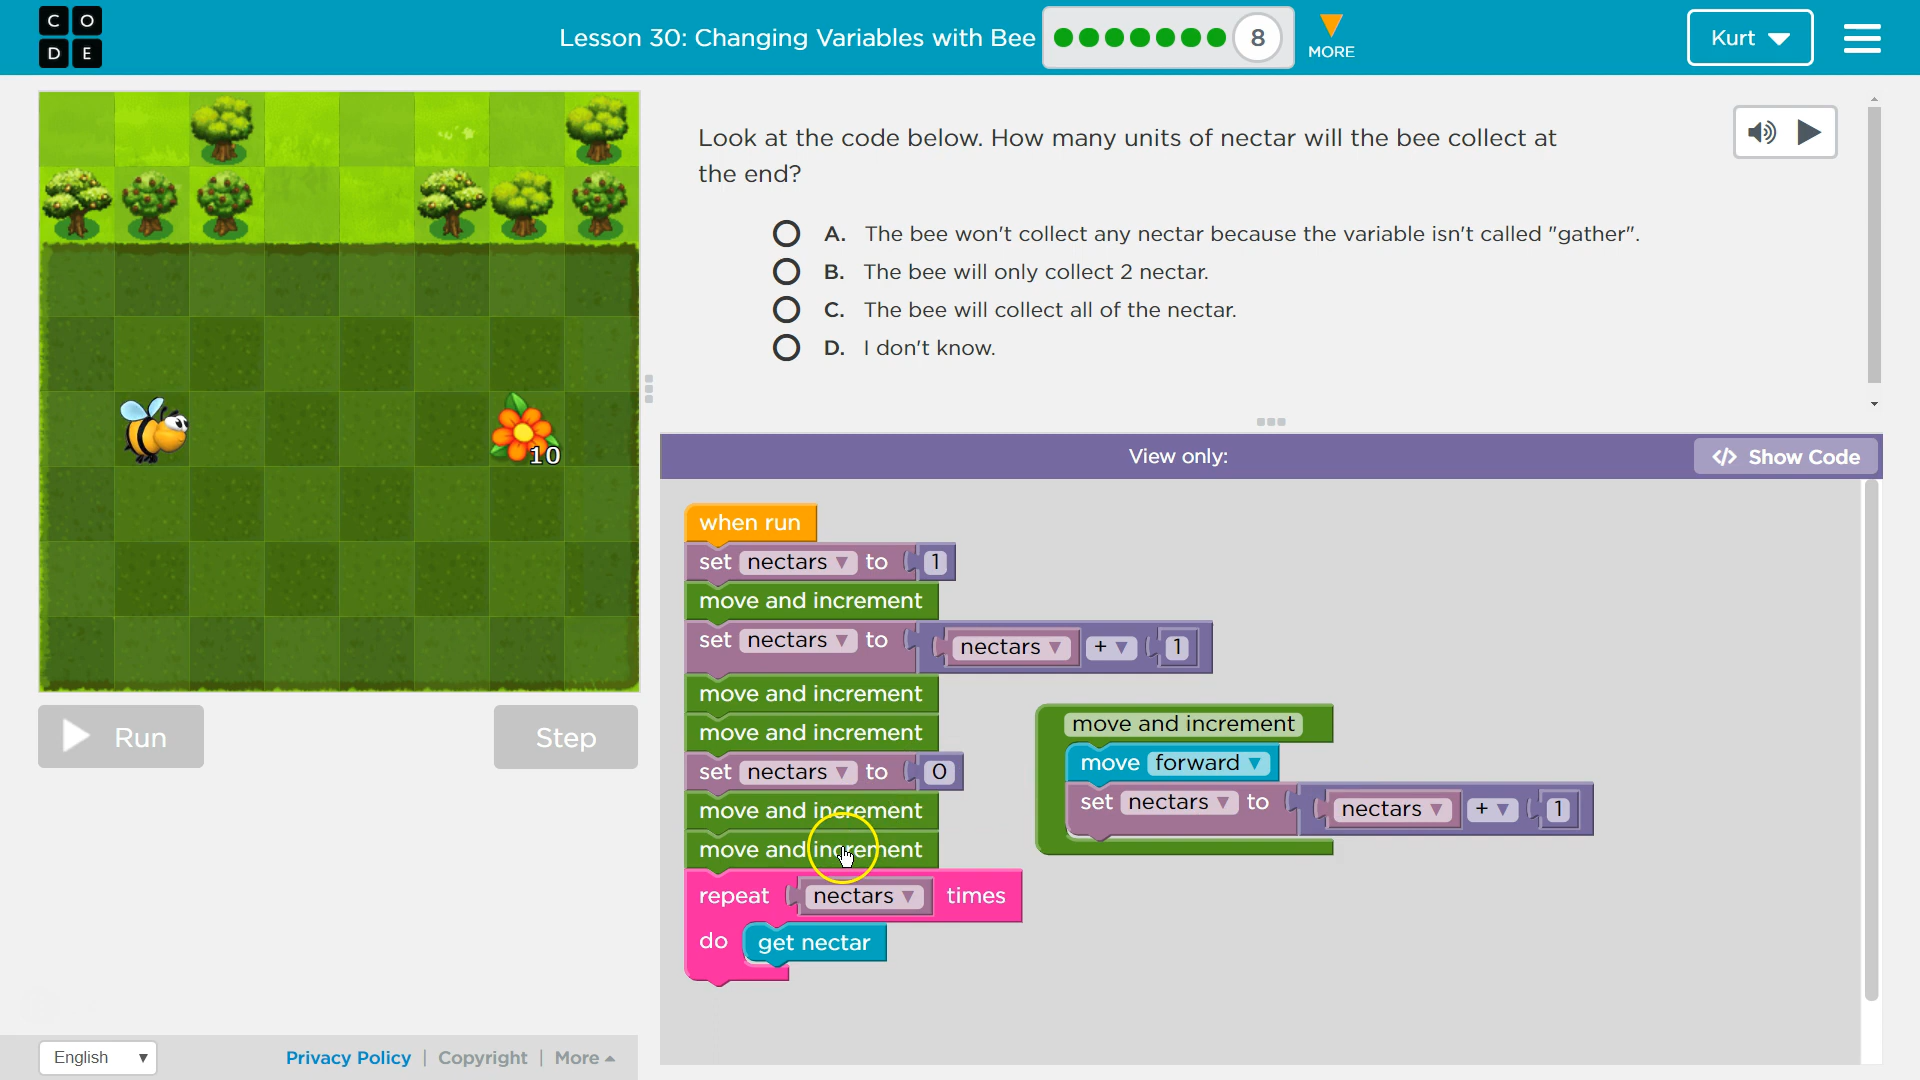 C O
D E
Lesson 30: Changing Variables with Bee
8
MORE
Kurt
Look at the code below. How many units of nectar will the bee collect at
the end?
A. The bee won't collect any nectar because the variable isn't called "gather".
B. The bee will only collect 2 nectar.
C. The bee will collect all of the nectar.
D. I don't know.
10
View only:
</> Show Code
Run
Step
when run
set nectars ▼ to 1
move and increment
set nectars ▼ to nectars ▼ + ▼ 1
move and increment
move and increment
set nectars ▼ to 0
move and increment
move and increment
repeat nectars ▼ times
do get nectar
move and increment
move forward ▼
set nectars ▼ to nectars ▼ + ▼ 1
English ▼
Privacy Policy | Copyright | More